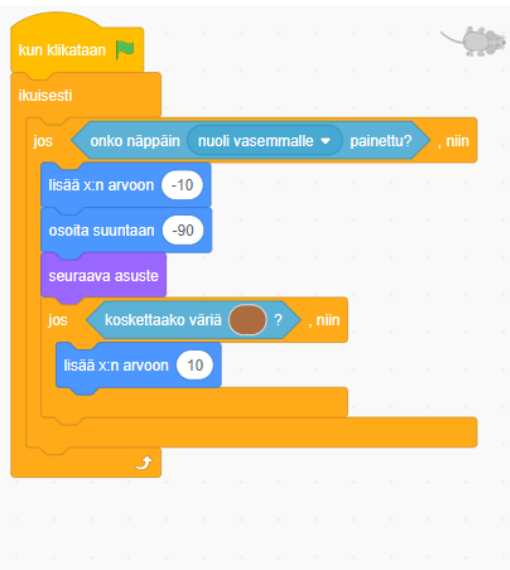 kun klikataan
ikuisesti
jos onko näppäin nuoli vasemmalle painettu? , niin
lisää x:n arvoon -10
osoita suuntaan -90
seuraava asuste
jos koskettaako väriä ? , niin
lisää x:n arvoon 10